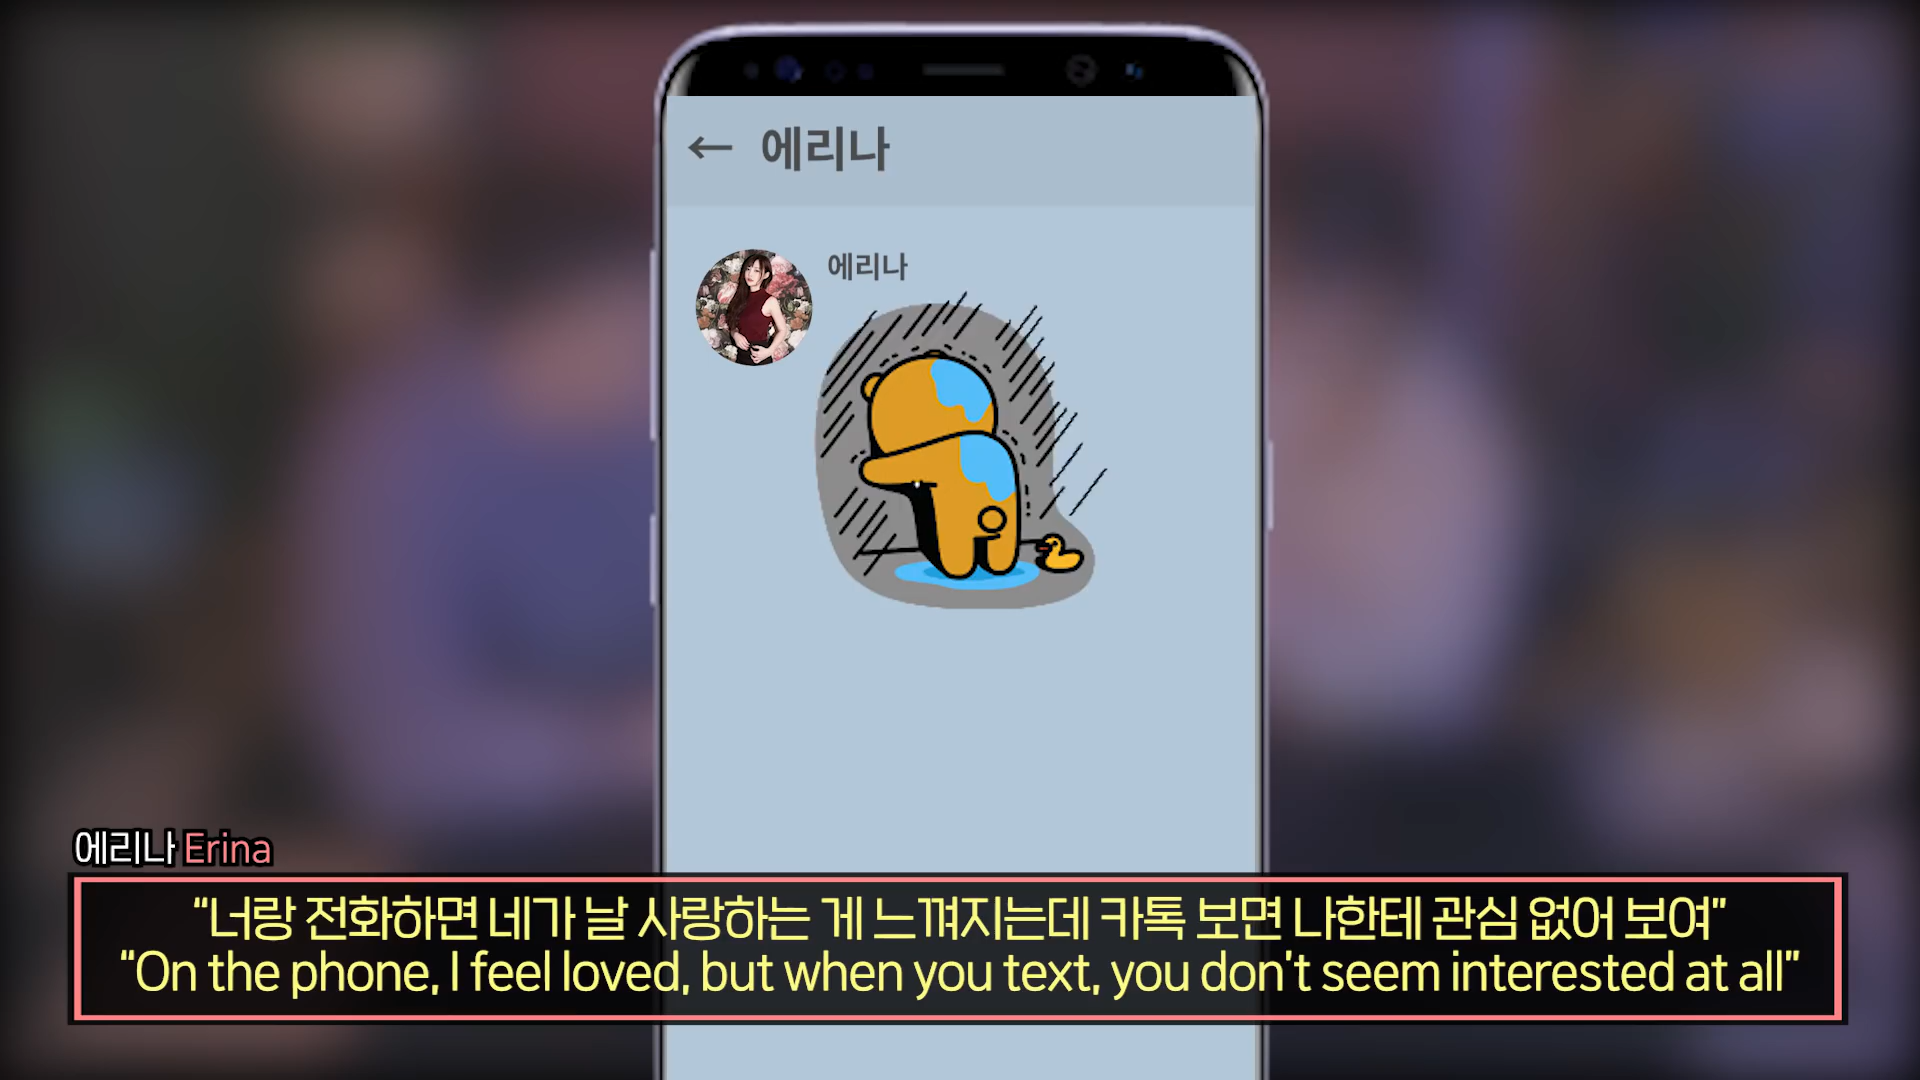 ← 에리나
에리나
에리나 Erina
“너랑 전화하면 네가 날 사랑하는 게 느껴지는데 카톡 보면 나한테 관심 없어 보여”
“On the phone, I feel loved, but when you text, you don't seem interested at all”